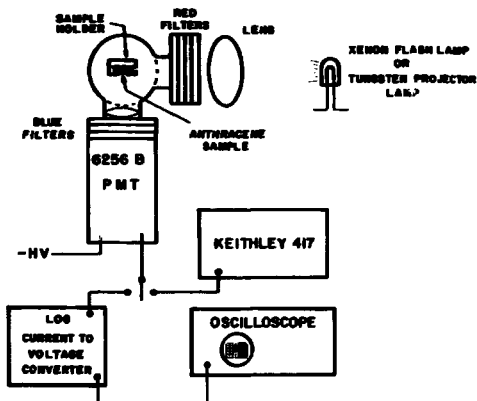 SAMPLE
HOLDER
RED
FILTERS
LENS
XENON FLASH LAMP
OR
TUNGSTEN PROJECTOR
LAMP
BLUE
FILTERS
ANTHRACENE
SAMPLE
6256 B
PMT
-HV
KEITHLEY 417
LOG
CURRENT TO
VOLTAGE
CONVERTER
OSCILLOSCOPE